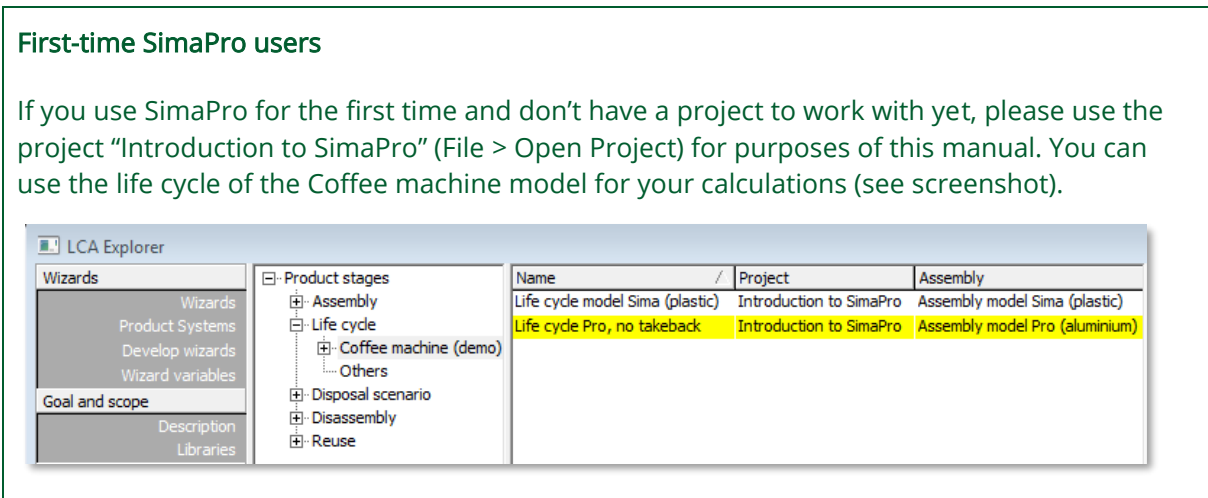 First-time SimaPro users
If you use SimaPro for the first time and don’t have a project to work with yet, please use the
project “Introduction to SimaPro” (File > Open Project) for purposes of this manual. You can
use the life cycle of the Coffee machine model for your calculations (see screenshot).
LCA Explorer
Wizards
Wizards
Product Systems
Develop wizards
Wizard variables
Goal and scope
Description
Libraries
Product stages
Assembly
Life cycle
Coffee machine (demo)
Others
Disposal scenario
Disassembly
Reuse
Name / Project Assembly
Life cycle model Sima (plastic) Introduction to SimaPro Assembly model Sima (plastic)
Life cycle Pro, no takeback Introduction to SimaPro Assembly model Pro (aluminium)